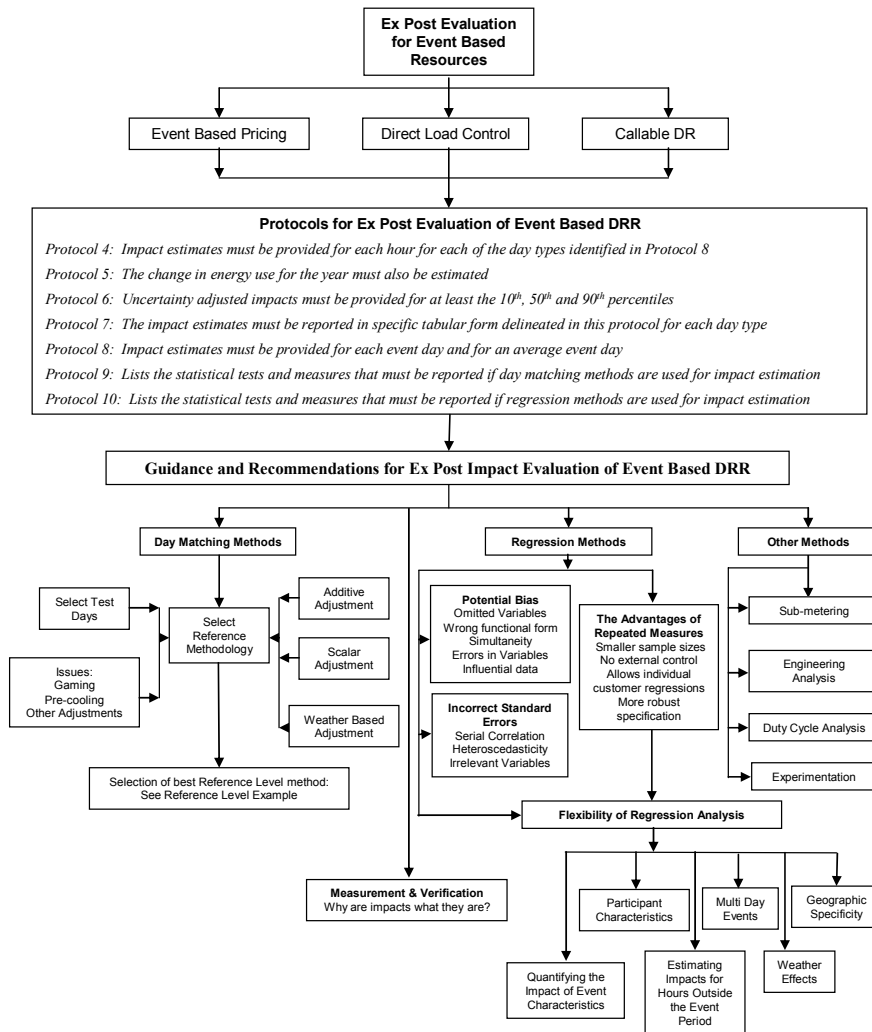 Ex Post Evaluation
for Event Based
Resources
Event Based Pricing
Direct Load Control
Callable DR
Protocols for Ex Post Evaluation of Event Based DRR
Protocol 4: Impact estimates must be provided for each hour for each of the day types identified in Protocol 8
Protocol 5: The change in energy use for the year must also be estimated
Protocol 6: Uncertainty adjusted impacts must be provided for at least the 10th, 50th and 90th percentiles
Protocol 7: The impact estimates must be reported in specific tabular form delineated in this protocol for each day type
Protocol 8: Impact estimates must be provided for each event day and for an average event day
Protocol 9: Lists the statistical tests and measures that must be reported if day matching methods are used for impact estimation
Protocol 10: Lists the statistical tests and measures that must be reported if regression methods are used for impact estimation
Guidance and Recommendations for Ex Post Impact Evaluation of Event Based DRR
Day Matching Methods
Select Test
Days
Issues:
Gaming
Pre-cooling
Other Adjustments
Select
Reference
Methodology
Additive
Adjustment
Scalar
Adjustment
Weather Based
Adjustment
Selection of best Reference Level method:
See Reference Level Example
Measurement & Verification
Why are impacts what they are?
Regression Methods
Potential Bias
Omitted Variables
Wrong functional form
Simultaneity
Errors in Variables
Influential data
Incorrect Standard
Errors
Serial Correlation
Heteroscedasticity
Irrelevant Variables
The Advantages of
Repeated Measures
Smaller sample sizes
No external control
Allows individual
customer regressions
More robust
specification
Flexibility of Regression Analysis
Participant
Characteristics
Multi Day
Events
Geographic
Specificity
Quantifying the
Impact of Event
Characteristics
Estimating
Impacts for
Hours Outside
the Event
Period
Weather
Effects
Other Methods
Sub-metering
Engineering
Analysis
Duty Cycle Analysis
Experimentation